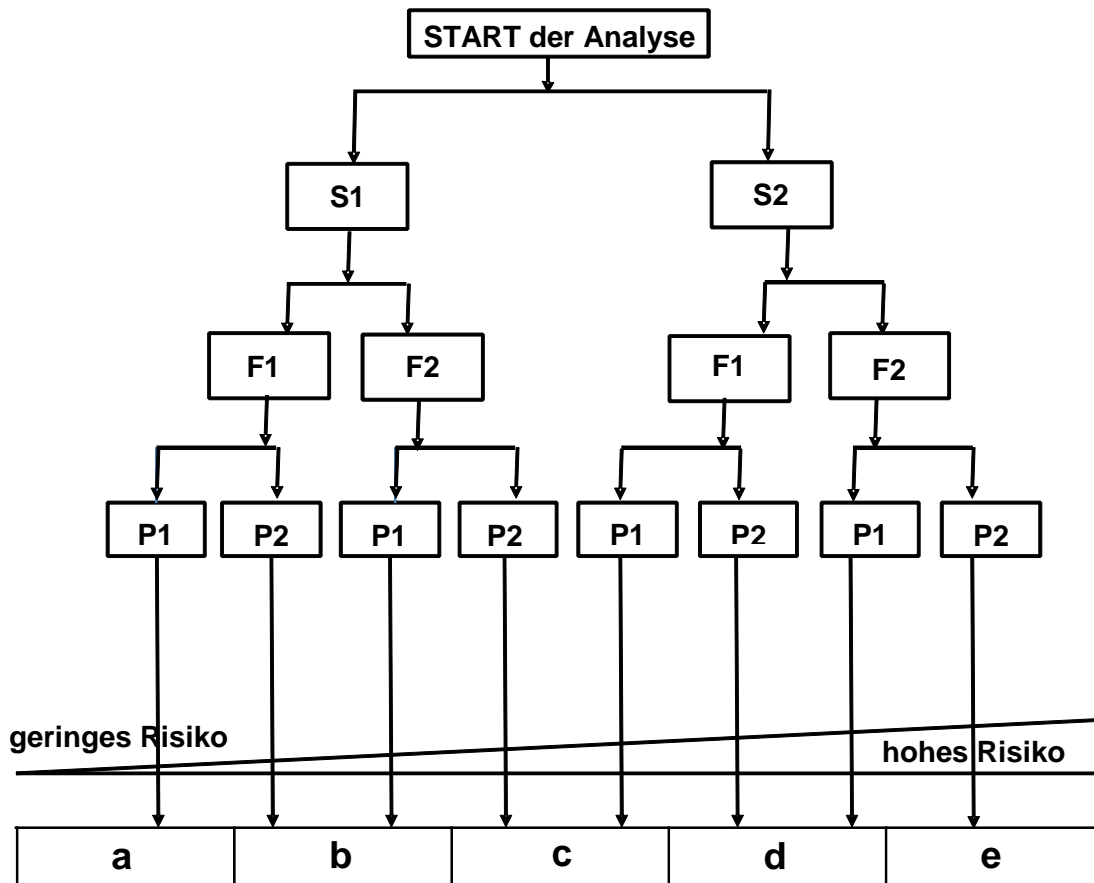 START der Analyse
S1
S2
F1
F2
F1
F2
P1
P2
P1
P2
P1
P2
P1
P2
geringes Risiko
hohes Risiko
a
b
c
d
e